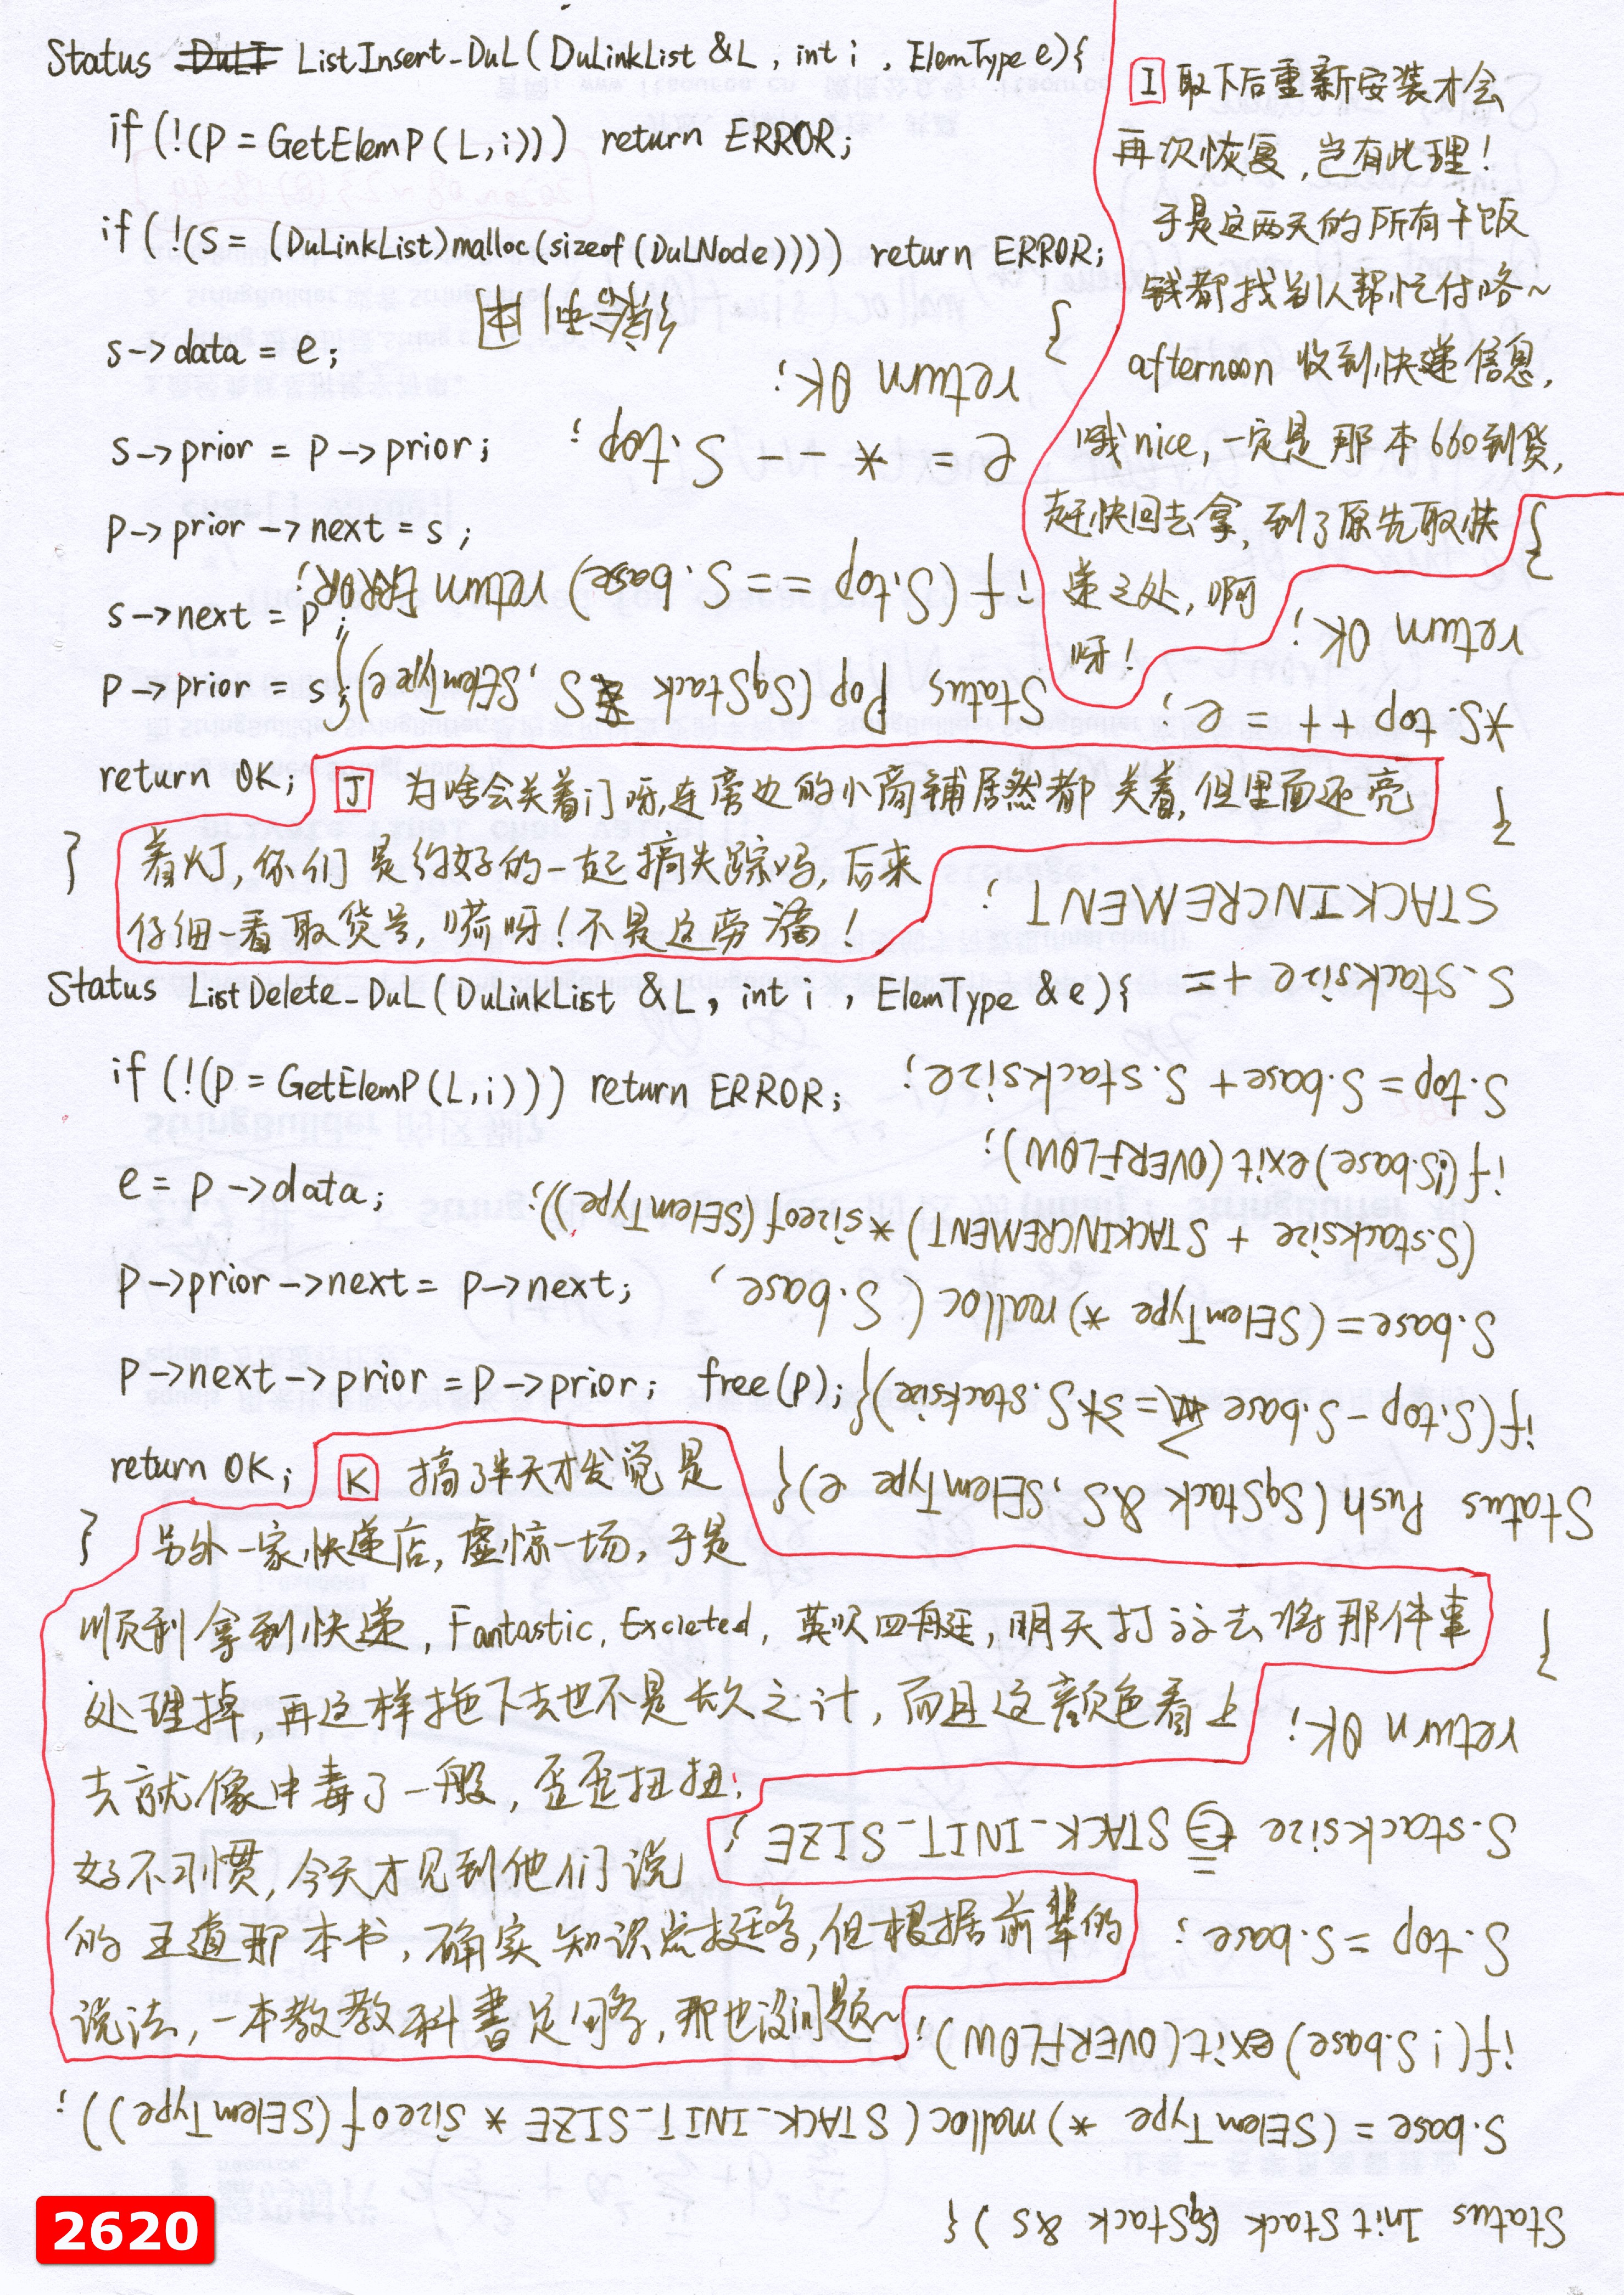 Status ListInsert_DuL(DuLinkList &L, int i, ElemType e){
if(!(P=GetElemP(L,i))) return ERROR;
if(!(S=(DuLinkList)malloc(sizeof(DuLNode)))) return ERROR;
s->data = e;
s->prior = p->prior;
p->prior->next = s;
s->next = p;
p->prior = s;
return OK;
}
I 取下后重新安装才会
再次恢复,岂有此理!
于是这两天的所有干饭
钱都找别人帮忙付咯~
afternoon 收到快递信息,
哦nice,一定是那本660到货,
赶快回去拿,到了原先取快
递之处,啊
呀!
J 为啥会关着门呀,连旁边的小商铺居然都关着,但里面还亮
着灯,你们是约好的一起搞失踪吗,后来
仔细一看取货号,嗬呀!不是这旁
Status ListDelete_DuL(DuLinkList &L, int i, ElemType &e){
if(!(p=GetElemP(L,i))) return ERROR;
e = p->data;
p->prior->next = p->next;
p->next->prior = p->prior; free(p);
return OK;
}
K 搞了半天才发觉是
另外一家快递店,虚惊一场,于是
顺利拿到快递,Fantastic, Excieted, 英吹四艇,明天打算去将那件事
处理掉,再这样拖下去也不是长久之计,而且这颜色看上
去就像中毒了一般,歪歪扭扭
好不习惯,今天才见到他们说
的王道那本书,确实知识点挺多,但根据前辈的
说法,一本教教科書足够,那也没问题~
Status InitStack(SqStack &S){
S.base = (SElemType *)malloc(STACK_INIT_SIZE * sizeof(SElemType));
if(!S.base) exit(OVERFLOW);
S.top = S.base;
S.stacksize = STACK_INIT_SIZE;
return OK;
}
Status Push(SqStack &S, SElemType e){
if(S.top - S.base >= S.stacksize){
S.base = (SElemType *)malloc(S.base,
(S.stacksize + STACKINCREMENT) * sizeof(SElemType));
if(!S.base) exit(OVERFLOW);
S.top = S.base + S.stacksize;
S.stacksize +=
STACKINCREMENT;
}
*S.top++ = e;
return OK;
}
Status Pop(SqStack &S, SElemType e){
if(S.top == S.base) return ERROR;
e = * -- S.top;
return OK;
}
2620